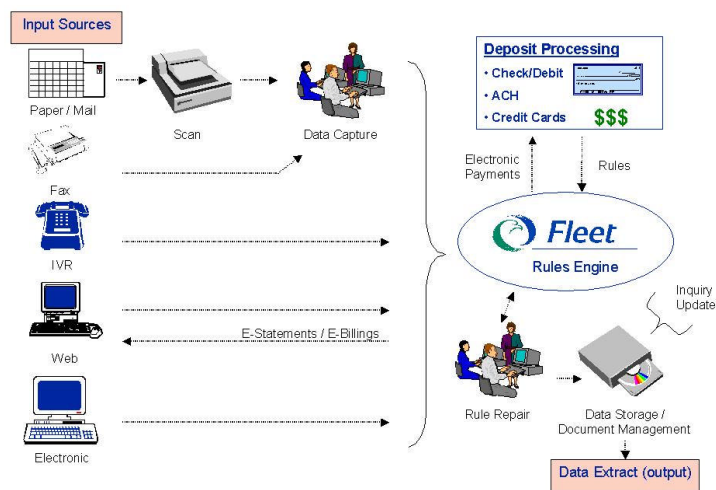 Input Sources
Paper / Mail
Scan
Data Capture
Fax
IVR
Web
E-Statements / E-Billings
Electronic
Deposit Processing
• Check/Debit
• ACH
• Credit Cards
$$$
Electronic
Payments
Rules
Fleet
Rules Engine
Inquiry
Update
Rule Repair
Data Storage /
Document Management
Data Extract (output)